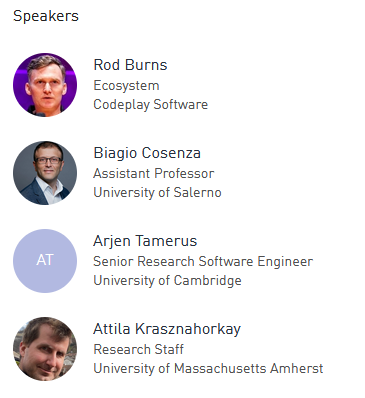 Speakers
Rod Burns
Ecosystem
Codeplay Software
Biagio Cosenza
Assistant Professor
University of Salerno
AT
Arjen Tamerus
Senior Research Software Engineer
University of Cambridge
Attila Krasznahorkay
Research Staff
University of Massachusetts Amherst